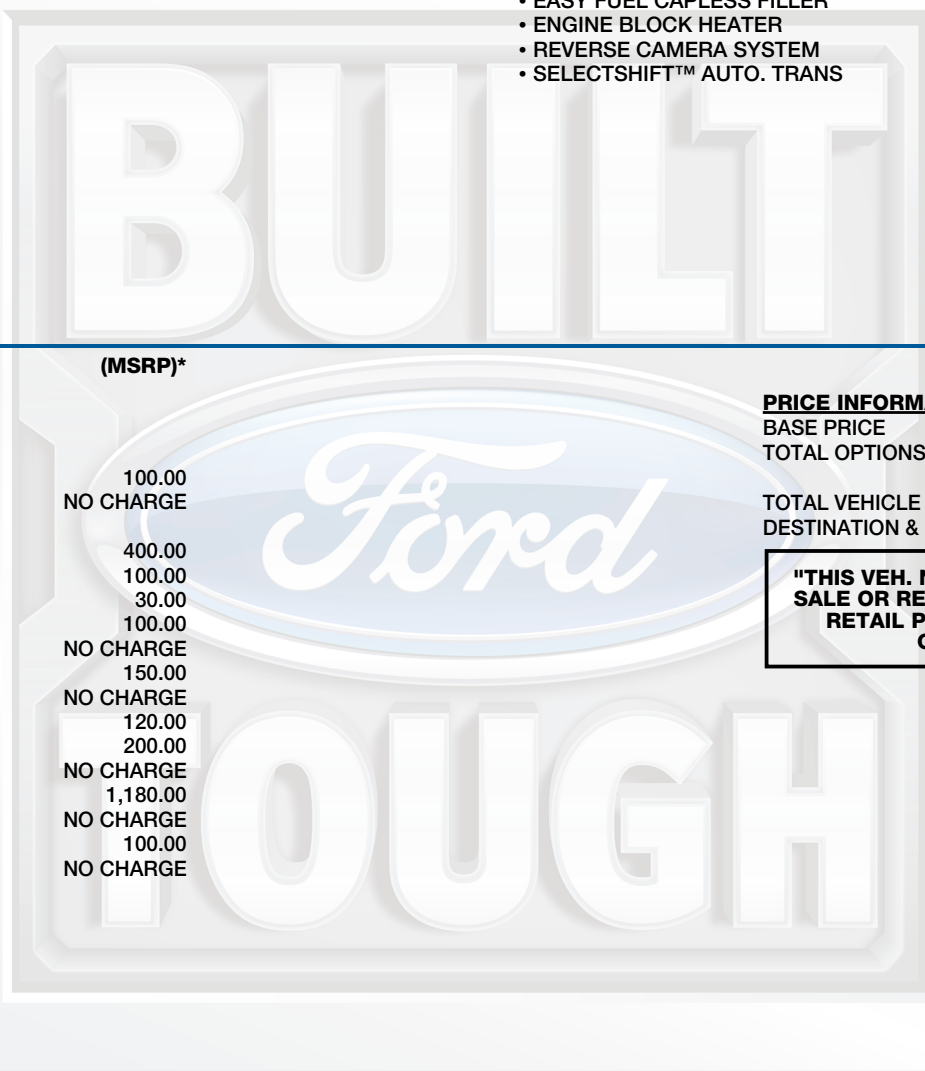 • EASY FUEL CAPLESS FILLER
• ENGINE BLOCK HEATER
• REVERSE CAMERA SYSTEM
• SELECTSHIFT™ AUTO. TRANS
BUILT
(MSRP)*
100.00
NO CHARGE
400.00
100.00
30.00
100.00
NO CHARGE
150.00
NO CHARGE
120.00
200.00
NO CHARGE
1,180.00
NO CHARGE
100.00
NO CHARGE
Ford
PRICE INFORM
BASE PRICE
TOTAL OPTIONS
TOTAL VEHICLE
DESTINATION &
"THIS VEH.
SALE OR RE
RETAIL P
TOUGH